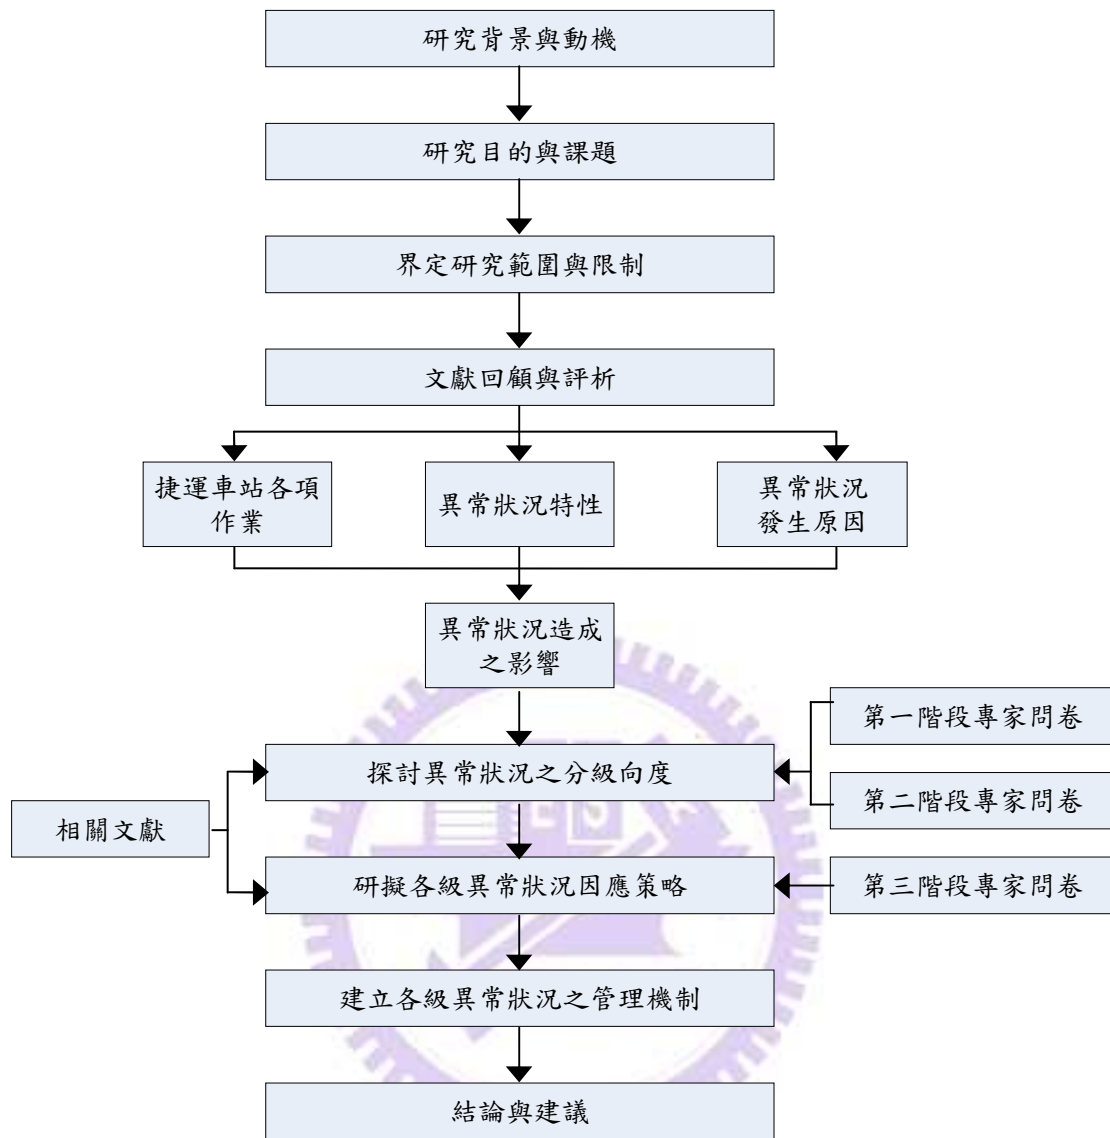 研究背景與動機
研究目的與課題
界定研究範圍與限制
文獻回顧與評析
捷運車站各項
作業
異常狀況特性
異常狀況
發生原因
異常狀況造成
之影響
第一階段專家問卷
探討異常狀況之分級向度
第二階段專家問卷
相關文獻
研擬各級異常狀況因應策略
第三階段專家問卷
建立各級異常狀況之管理機制
結論與建議